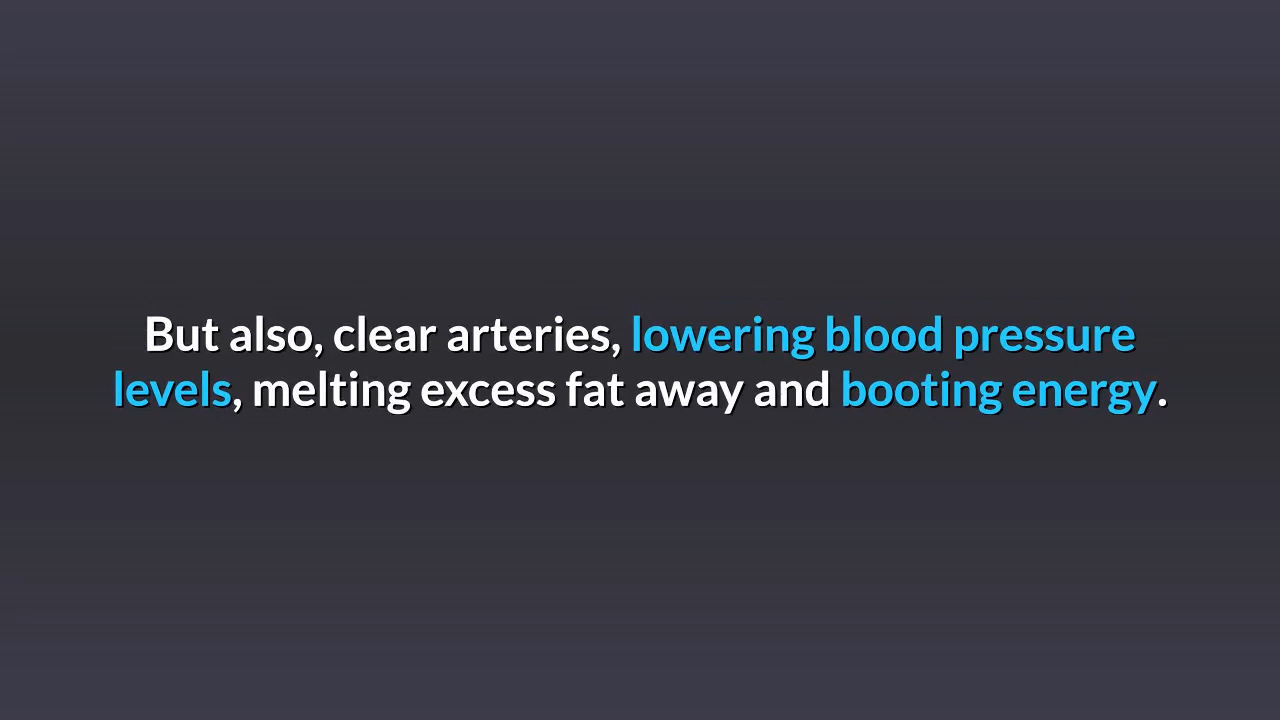 But also, clear arteries, lowering blood pressure
levels, melting excess fat away and booting energy.